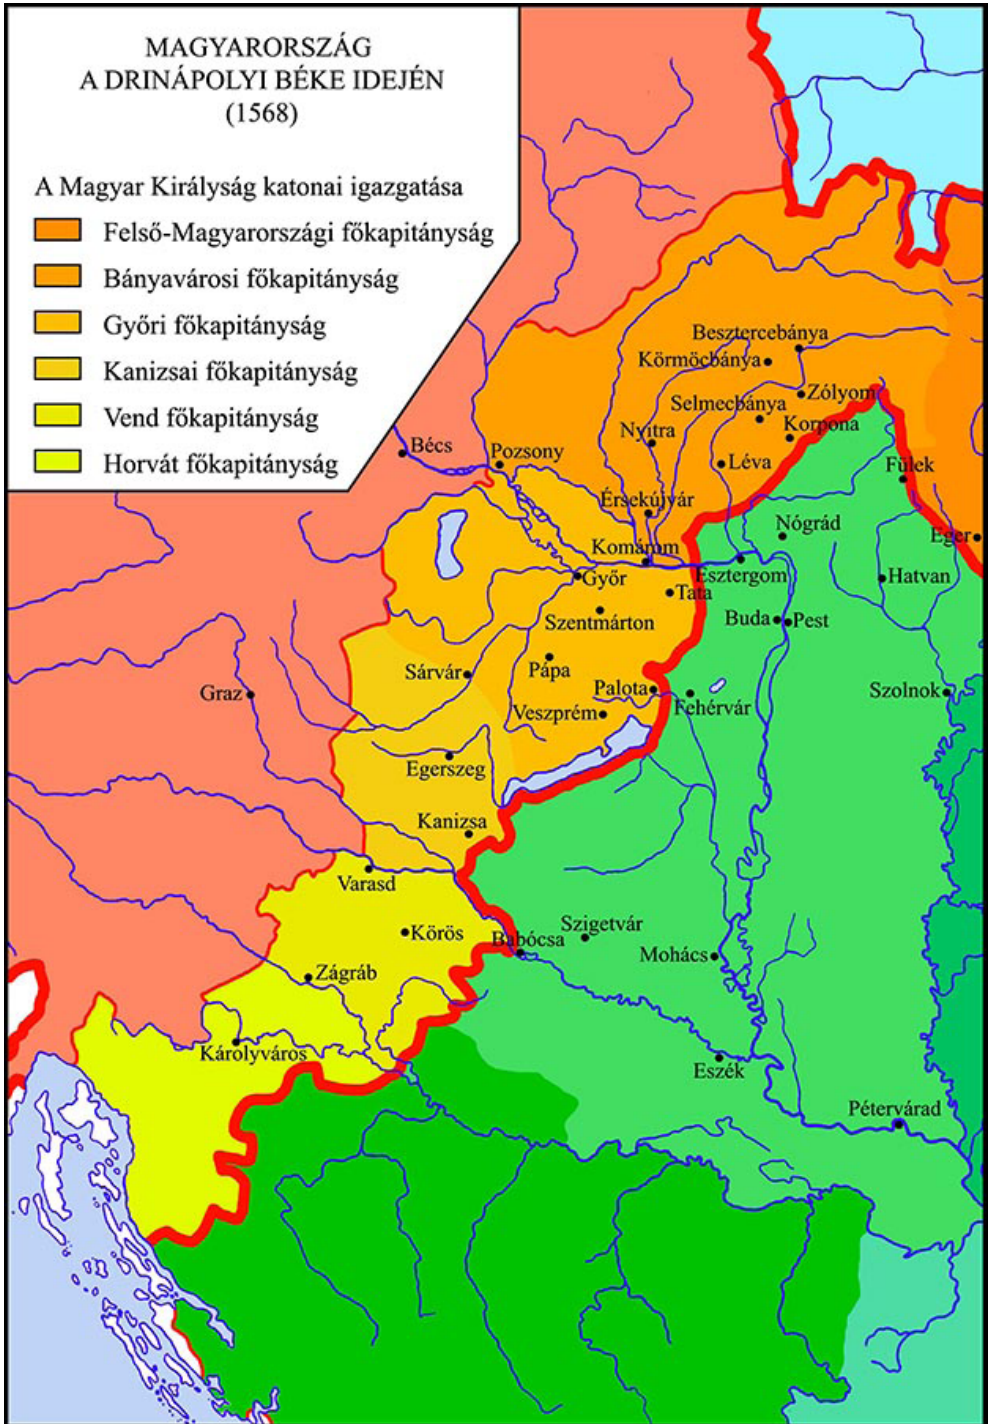 MAGYARORSZÁG
A DRINÁPOLYI BÉKE IDEJÉN
(1568)
A Magyar Királyság katonai igazgatása
Felső-Magyarországi főkapitányság
Bányavárosi főkapitányság
Győri főkapitányság
Kanizsai főkapitányság
Vend főkapitányság
Horvát főkapitányság
Besztercebánya
Körmöcbánya
Zólyom
Selmecbánya
Korpona
Nyitra
Bécs
Pozsony
Léva
Fülek
Érsekújvár
Nógrád
Eger
Komárom
Esztergom
Hatvan
Győr
Tata
Szentmárton
Buda
Pest
Sárvár
Pápa
Graz
Palota
Szolnok
Fehérvár
Veszprém
Egerszeg
Kanizsa
Varasd
Szigetvár
Körös
Babócsa
Mohács
Zágráb
Károlyváros
Eszék
Pétervárad